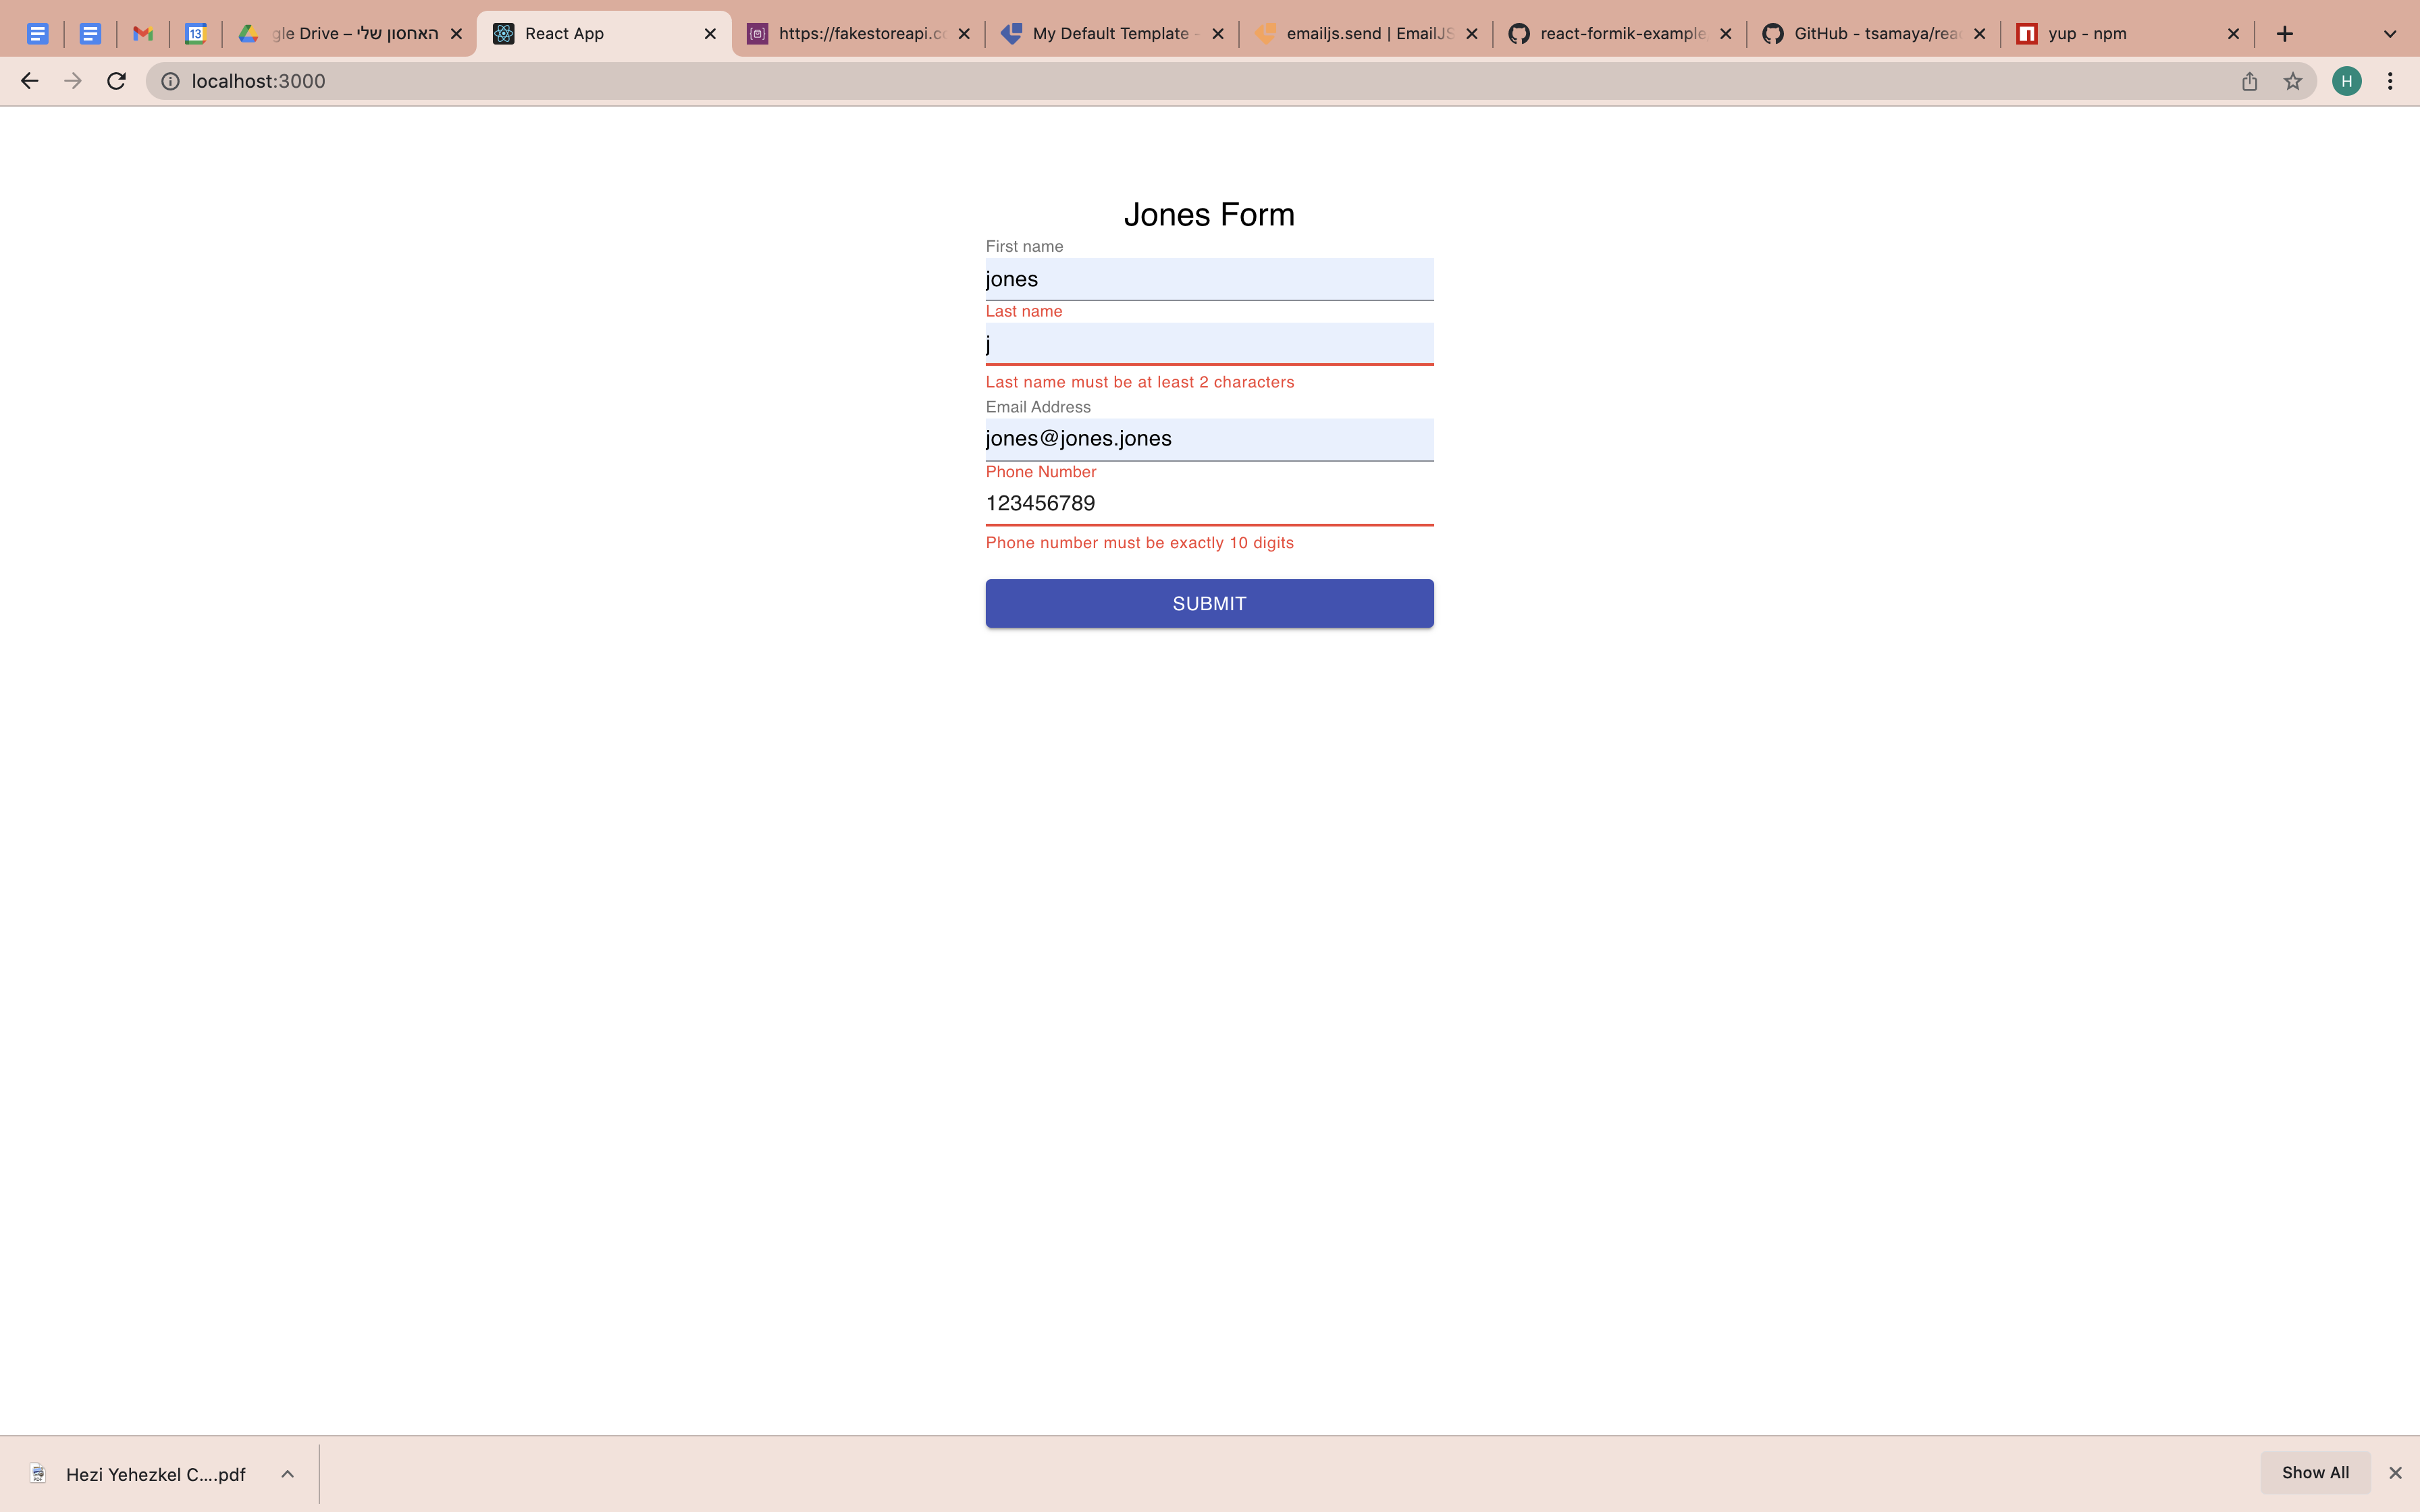 13
gle Drive – האחסון שלי
React App
https://fakestoreapi.c
My Default Template -
emailjs.send | EmailJS
react-formik-example
GitHub - tsamaya/rea
yup - npm
localhost:3000
H
Jones Form
First name
jones
Last name
j
Last name must be at least 2 characters
Email Address
jones@jones.jones
Phone Number
123456789
Phone number must be exactly 10 digits
SUBMIT
Hezi Yehezkel C....pdf
Show All